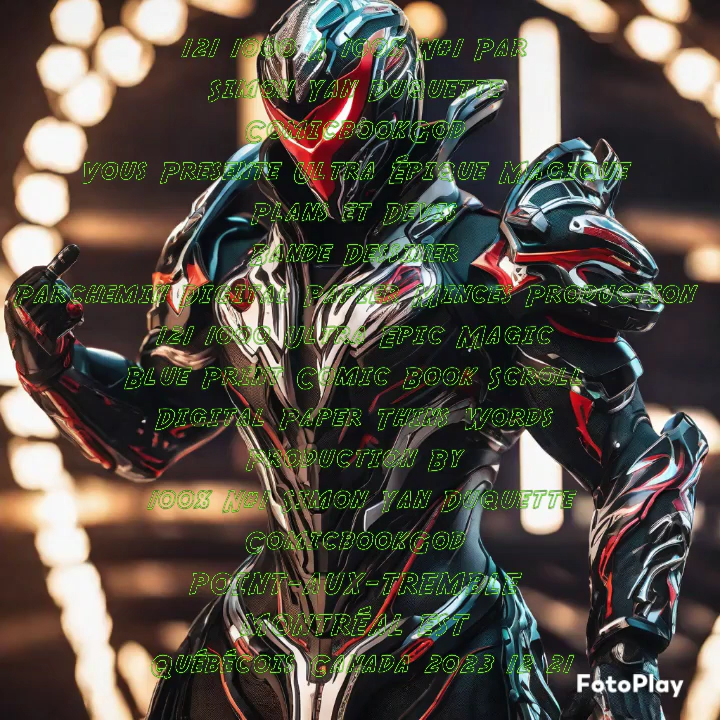 121 1000 A 100% N#1 PAR
SIMON YAN DUQUETTE
COMICBOOKGOD
VOUS PRESENTE ULTRA ÉPIQUE MAGIQUE
PLANS ET DEVIS
BANDE DESSINER
PARCHEMIN DIGITAL PAPIER MINCES PRODUCTION
121 1000 ULTRA EPIC MAGIC
BLUE PRINT COMIC BOOK SCROLL
DIGITAL PAPER THINS WORDS
PRODUCTION BY
100% N#1 SIMON YAN DUQUETTE
COMICBOOKGOD
POINT-AUX-TREMBLE
MONTRÉAL EST
QUÉBÉCOIS CANADA 2023 12 21
FotoPlay